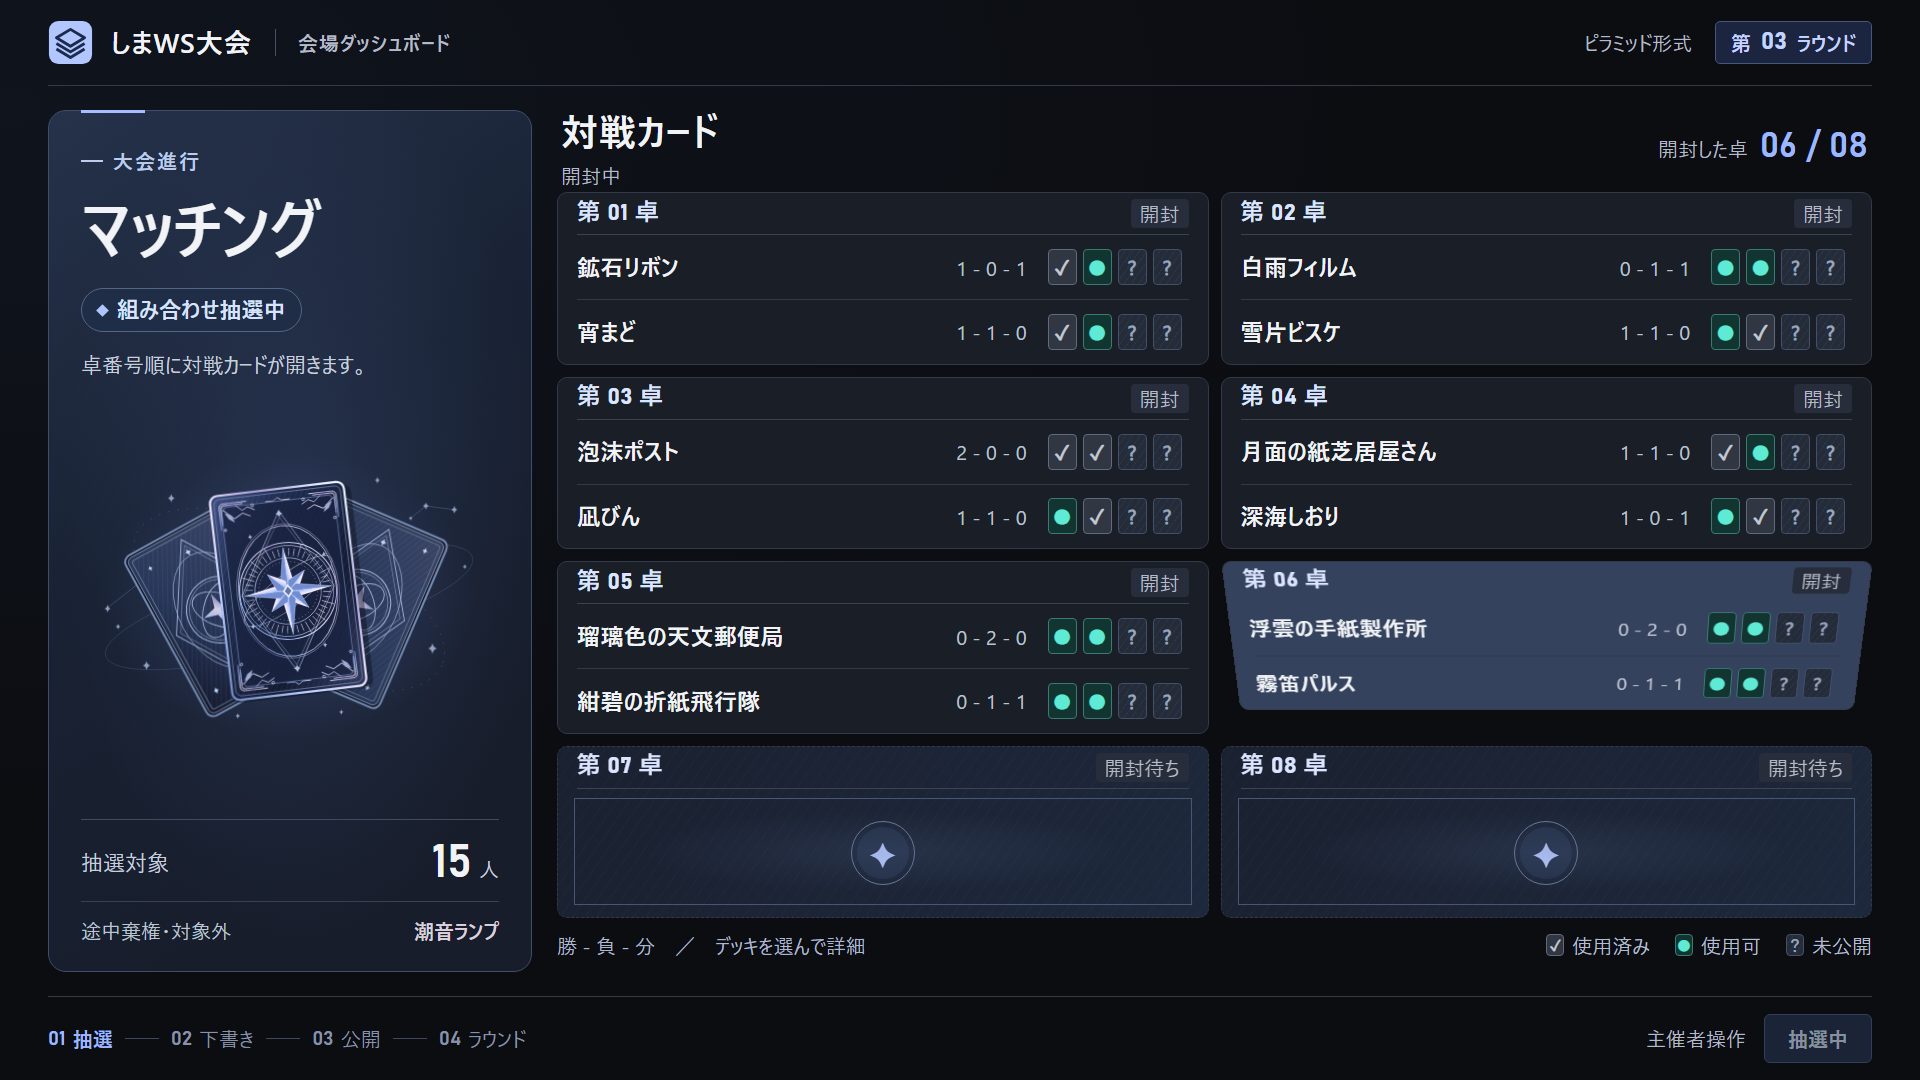 しまWS大会
会場ダッシュボード
ピラミッド形式
第 03 ラウンド
大会進行
マッチング
組み合わせ抽選中
卓番号順に対戦カードが開きます。
抽選対象
15 人
途中棄権・対象外
潮音ランプ
対戦カード
開封中
開封した卓 06 / 08
第 01 卓
開封
鉱石リボン
1 - 0 - 1
? ?
宵まど
1 - 1 - 0
? ?
第 02 卓
開封
白雨フィルム
0 - 1 - 1
? ?
雪片ビスケ
1 - 1 - 0
? ?
第 03 卓
開封
泡沫ポスト
2 - 0 - 0
? ?
凪びん
1 - 1 - 0
? ?
第 04 卓
開封
月面の紙芝居屋さん
1 - 1 - 0
? ?
深海しおり
1 - 0 - 1
? ?
第 05 卓
開封
瑠璃色の天文郵便局
0 - 2 - 0
? ?
紺碧の折紙飛行隊
0 - 1 - 1
? ?
第 06 卓
開封
浮雲の手紙製作所
0 - 2 - 0
? ?
霧笛パルス
0 - 1 - 1
? ?
第 07 卓
開封待ち
第 08 卓
開封待ち
勝 - 負 - 分 ／ デッキを選んで詳細
使用済み
使用可
? 未公開
01 抽選
02 下書き
03 公開
04 ラウンド
主催者操作
抽選中